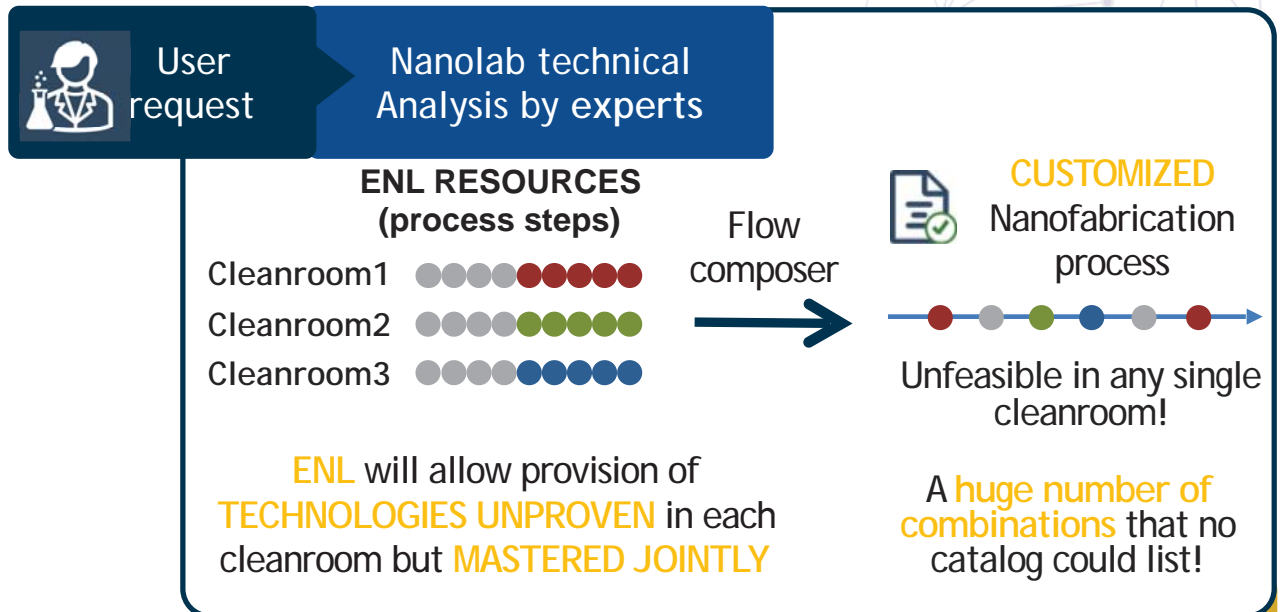 User
request
Nanolab technical
Analysis by experts
ENL RESOURCES
(process steps)
Cleanroom1
Cleanroom2
Cleanroom3
Flow
composer
CUSTOMIZED
Nanofabrication
process
Unfeasible in any single
cleanroom!
ENL will allow provision of
TECHNOLOGIES UNPROVEN in each
cleanroom but MASTERED JOINTLY
A huge number of
combinations that no
catalog could list!